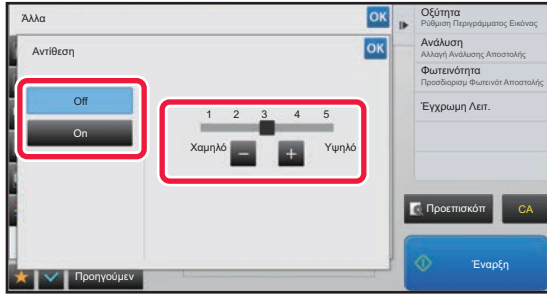 Άλλα
OK
Αντίθεση
OK
Off
On
1 2 3 4 5
Χαμηλό
Υψηλό
Προηγούμεν
Οξύτητα
Ρύθμιση Περιγράμματος Εικόνας
Ανάλυση
Αλλαγή Ανάλυσης Αποστολής
Φωτεινότητα
Προσδιορισμ Φωτεινότ Αποστολής
Έγχρωμη Λειτ.
Προεπισκόπ
CA
Έναρξη